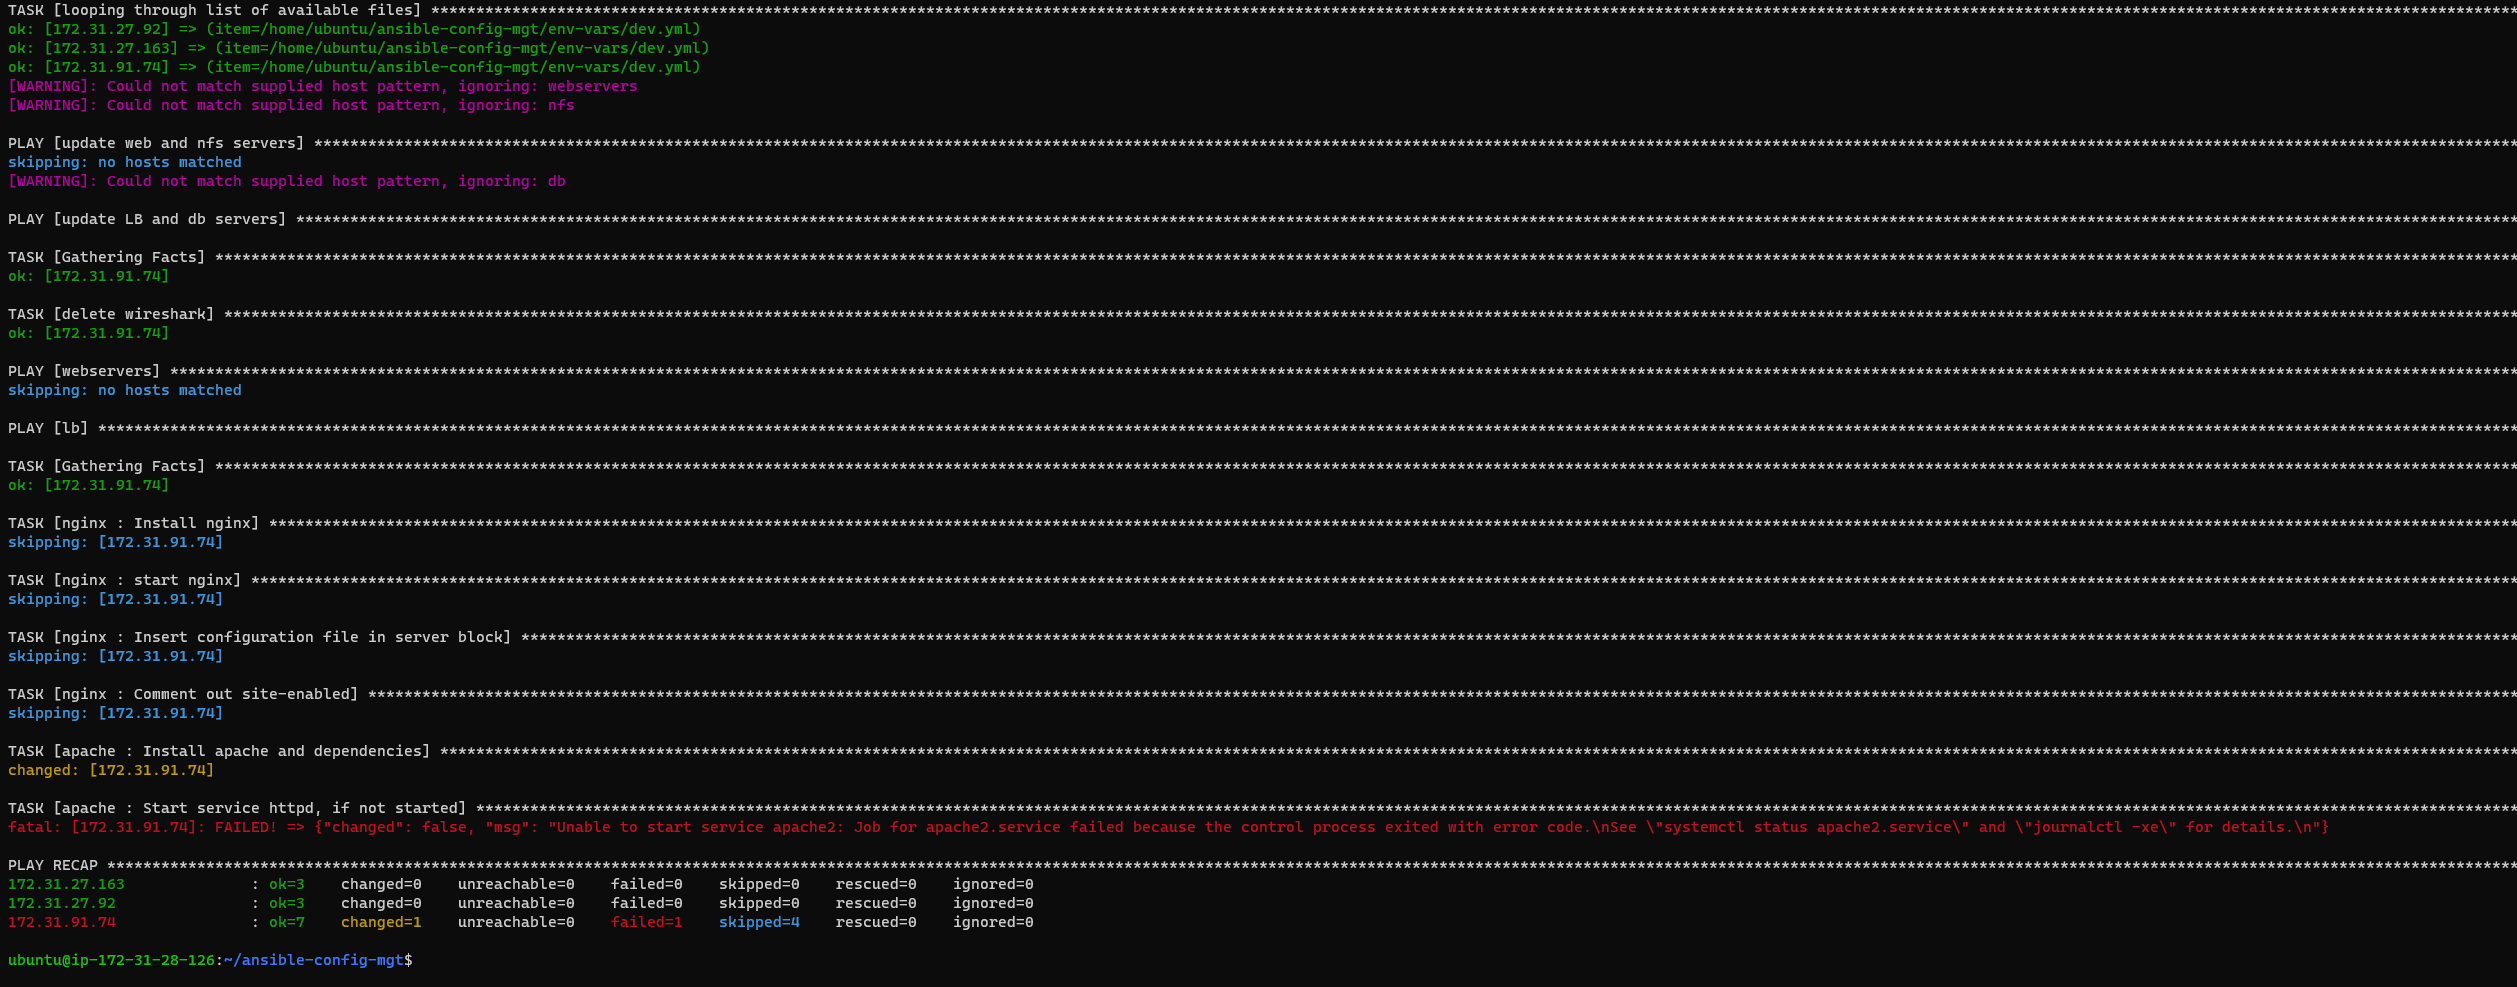 TASK [looping through list of available files] ****************************************************************************************************
ok: [172.31.27.92] => (item=/home/ubuntu/ansible-config-mgt/env-vars/dev.yml)
ok: [172.31.27.163] => (item=/home/ubuntu/ansible-config-mgt/env-vars/dev.yml)
ok: [172.31.91.74] => (item=/home/ubuntu/ansible-config-mgt/env-vars/dev.yml)
[WARNING]: Could not match supplied host pattern, ignoring: webservers
[WARNING]: Could not match supplied host pattern, ignoring: nfs
PLAY [update web and nfs servers] ****************************************************************************************************
skipping: no hosts matched
[WARNING]: Could not match supplied host pattern, ignoring: db
PLAY [update LB and db servers] ****************************************************************************************************
TASK [Gathering Facts] ****************************************************************************************************
ok: [172.31.91.74]
TASK [delete wireshark] ****************************************************************************************************
ok: [172.31.91.74]
PLAY [webservers] ****************************************************************************************************
skipping: no hosts matched
PLAY [lb] ****************************************************************************************************
TASK [Gathering Facts] ****************************************************************************************************
ok: [172.31.91.74]
TASK [nginx : Install nginx] ****************************************************************************************************
skipping: [172.31.91.74]
TASK [nginx : start nginx] ****************************************************************************************************
skipping: [172.31.91.74]
TASK [nginx : Insert configuration file in server block] ****************************************************************************************************
skipping: [172.31.91.74]
TASK [nginx : Comment out site-enabled] ****************************************************************************************************
skipping: [172.31.91.74]
TASK [apache : Install apache and dependencies] ****************************************************************************************************
changed: [172.31.91.74]
TASK [apache : Start service httpd, if not started] ****************************************************************************************************
fatal: [172.31.91.74]: FAILED! => {"changed": false, "msg": "Unable to start service apache2: Job for apache2.service failed because the control process exited with error code.\nSee \"systemctl status apache2.service\" and \"journalctl -xe\" for details.\n"}
PLAY RECAP ****************************************************************************************************
172.31.27.163 : ok=3 changed=0 unreachable=0 failed=0 skipped=0 rescued=0 ignored=0
172.31.27.92 : ok=3 changed=0 unreachable=0 failed=0 skipped=0 rescued=0 ignored=0
172.31.91.74 : ok=7 changed=1 unreachable=0 failed=1 skipped=4 rescued=0 ignored=0
ubuntu@ip-172-31-28-126:~/ansible-config-mgt$